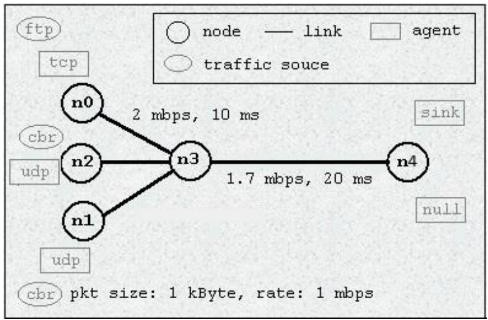 ftp
node
link
agent
traffic souce
tcp
n0
2 mbps, 10 ms
sink
cbr
n2
n3
n4
udp
1.7 mbps, 20 ms
n1
null
udp
cbr
pkt size: 1 kByte, rate: 1 mbps